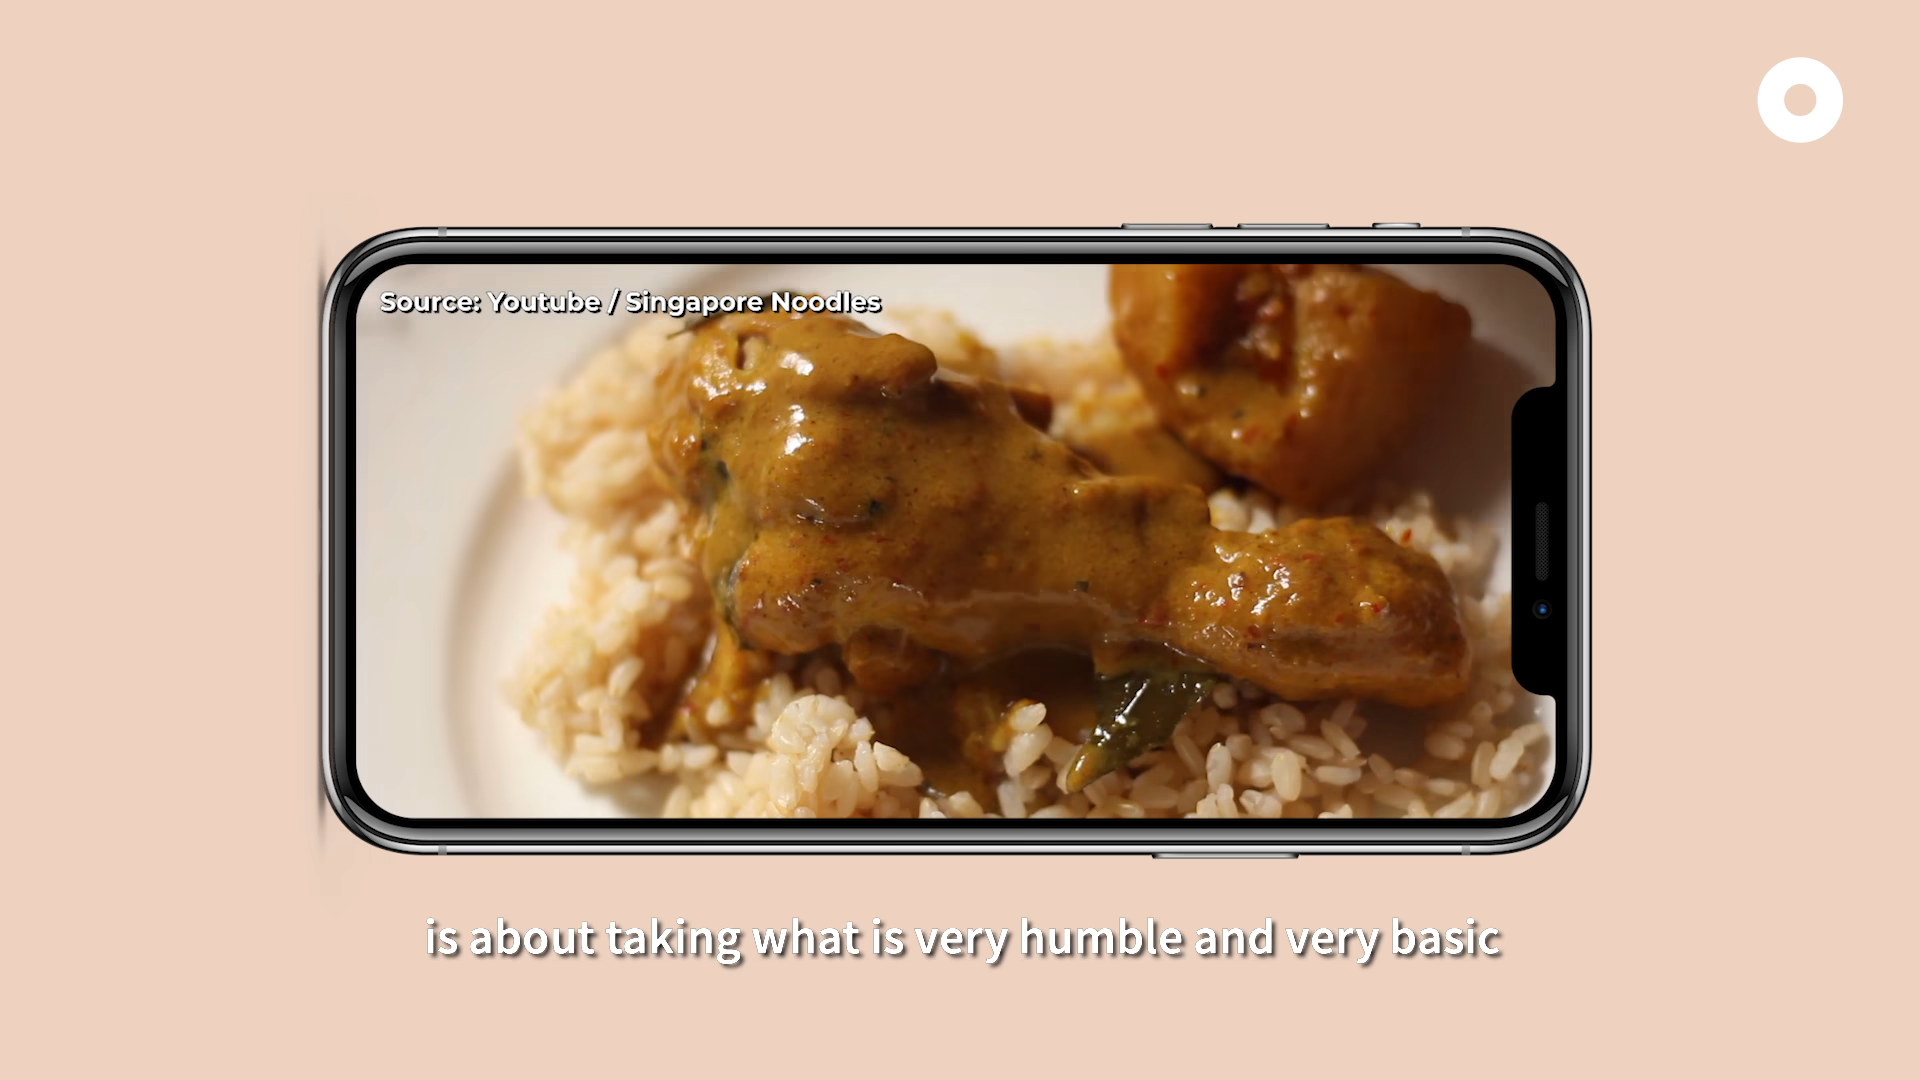 Source: Youtube / Singapore Noodles
is about taking what is very humble and very basic